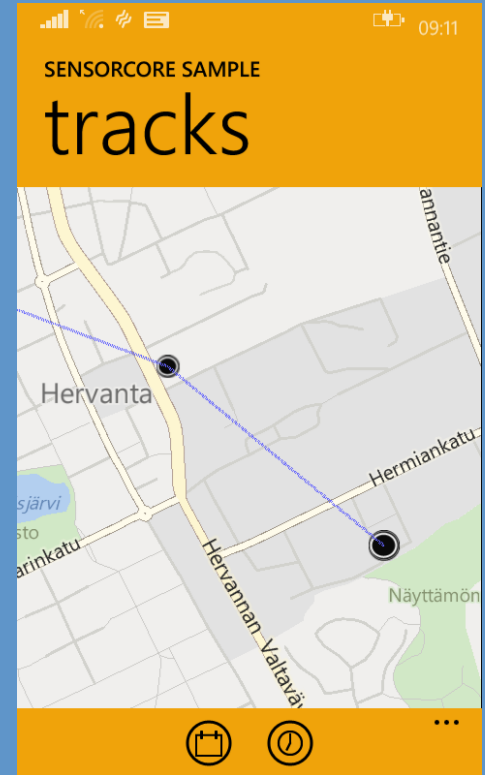 09:11
SENSORCORE SAMPLE
tracks
annantie
Hervanta
Hermiankatu
sjärvi
sto
arinkatu
Hervannan Valtaväy
Näyttämön